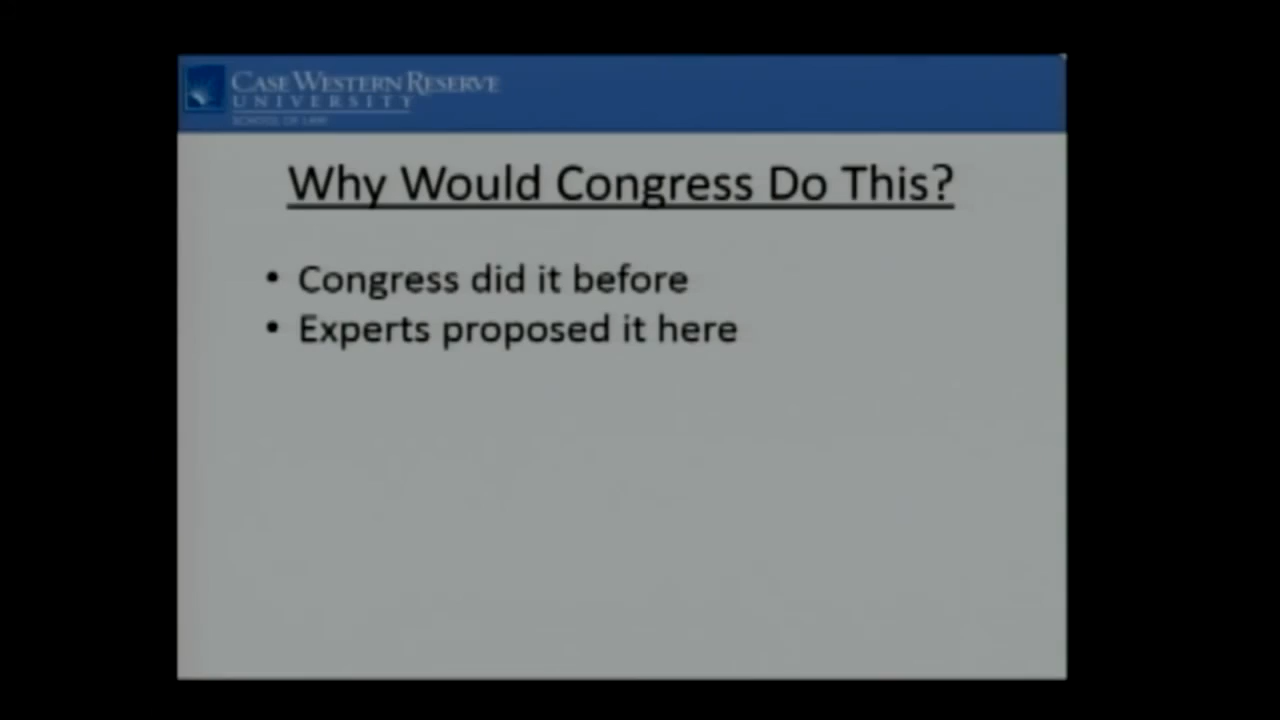 CASE WESTERN RESERVE
UNIVERSITY
SCHOOL OF LAW
Why Would Congress Do This?
• Congress did it before
• Experts proposed it here